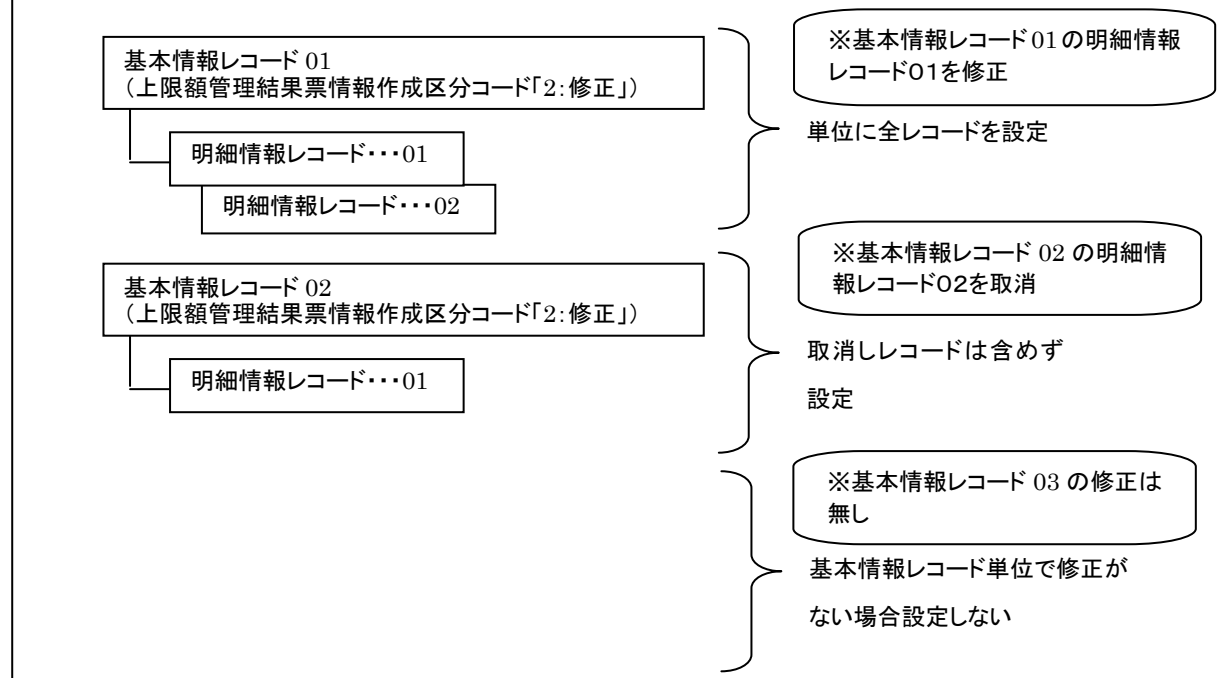 基本情報レコード 01
（上限額管理結果票情報作成区分コード「2：修正」）
明細情報レコード・・・01
明細情報レコード・・・02
※基本情報レコード 01 の明細情報
レコード０１を修正
単位に全レコードを設定
基本情報レコード 02
（上限額管理結果票情報作成区分コード「2：修正」）
明細情報レコード・・・01
※基本情報レコード 02 の明細情
報レコード０２を取消
取消しレコードは含めず
設定
※基本情報レコード 03 の修正は
無し
基本情報レコード単位で修正が
ない場合設定しない